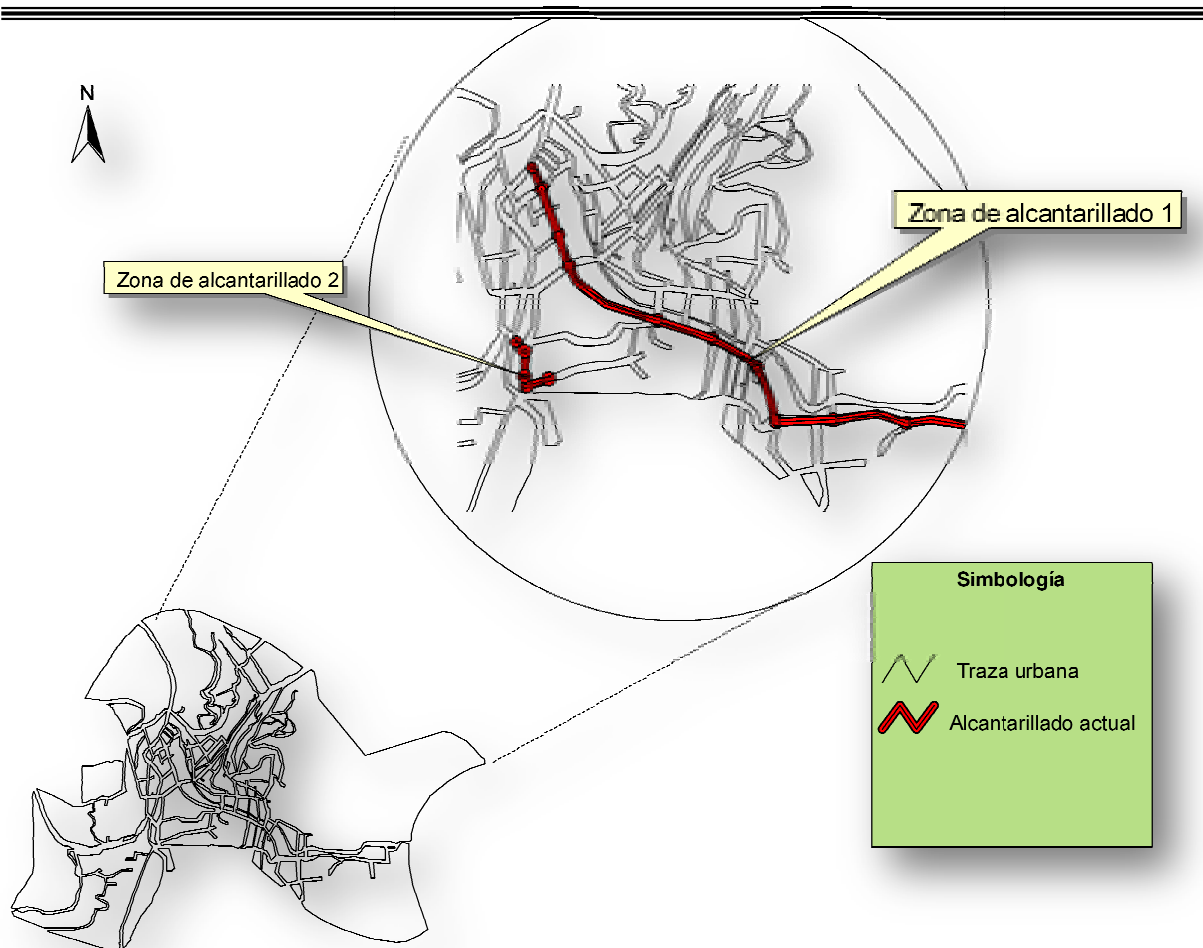 N
Zona de alcantarillado 1
Zona de alcantarillado 2
Simbología
Traza urbana
Alcantarillado actual